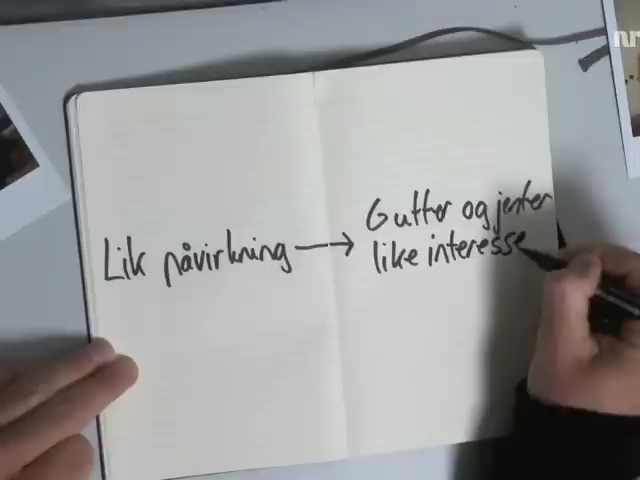 Lik påvirkning →
Gutter og jenter
like interesse